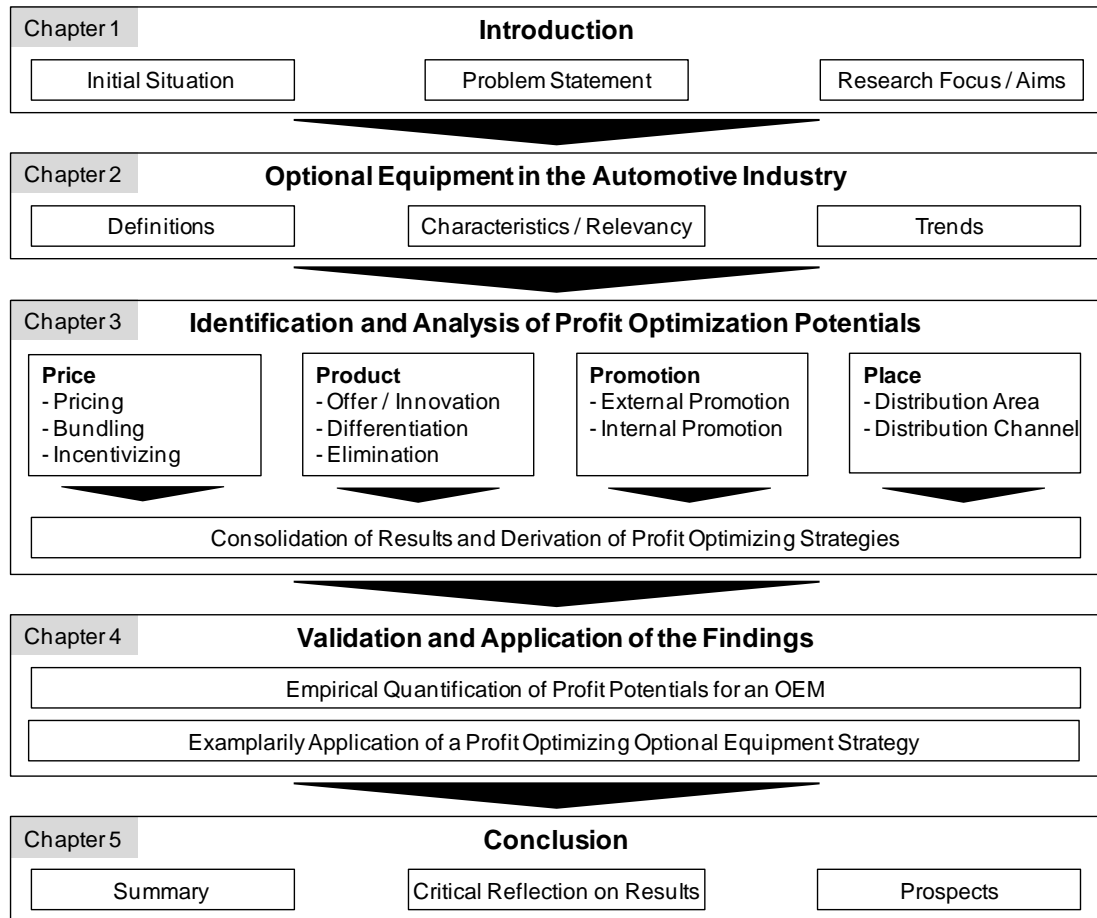 Chapter 1
Introduction
Initial Situation
Problem Statement
Research Focus / Aims
Chapter 2
Optional Equipment in the Automotive Industry
Definitions
Characteristics / Relevancy
Trends
Chapter 3
Identification and Analysis of Profit Optimization Potentials
Price
- Pricing
- Bundling
- Incentivizing
Product
- Offer / Innovation
- Differentiation
- Elimination
Promotion
- External Promotion
- Internal Promotion
Place
- Distribution Area
- Distribution Channel
Consolidation of Results and Derivation of Profit Optimizing Strategies
Chapter 4
Validation and Application of the Findings
Empirical Quantification of Profit Potentials for an OEM
Examplarily Application of a Profit Optimizing Optional Equipment Strategy
Chapter 5
Conclusion
Summary
Critical Reflection on Results
Prospects